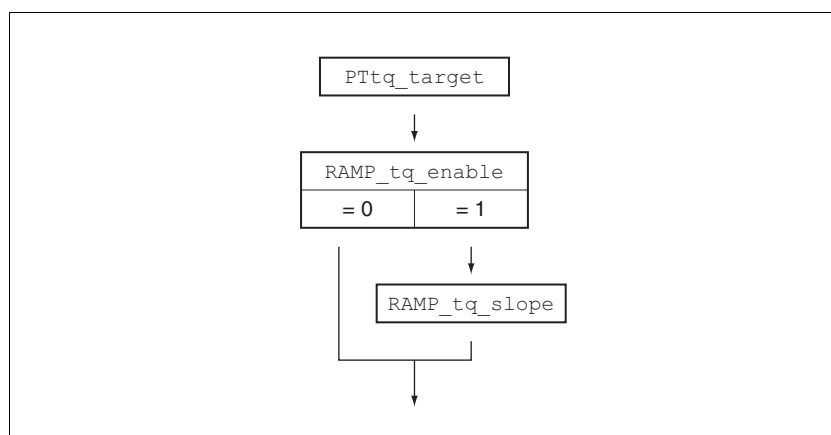 PTtq_target
RAMP_tq_enable
= 0 = 1
RAMP_tq_slope